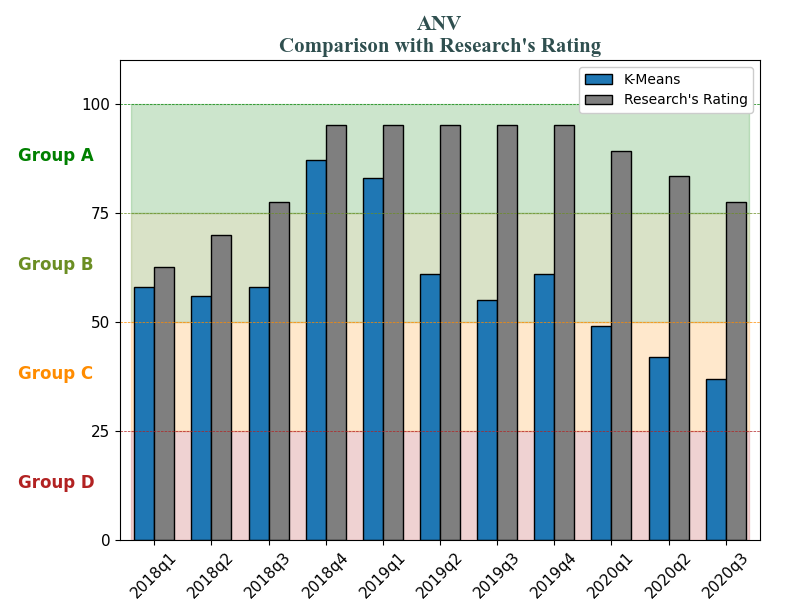 ANV
Comparison with Research's Rating
K-Means
Research's Rating
100
75
50
25
0
Group A
Group B
Group C
Group D
2018q1
2018q2
2018q3
2018q4
2019q1
2019q2
2019q3
2019q4
2020q1
2020q2
2020q3